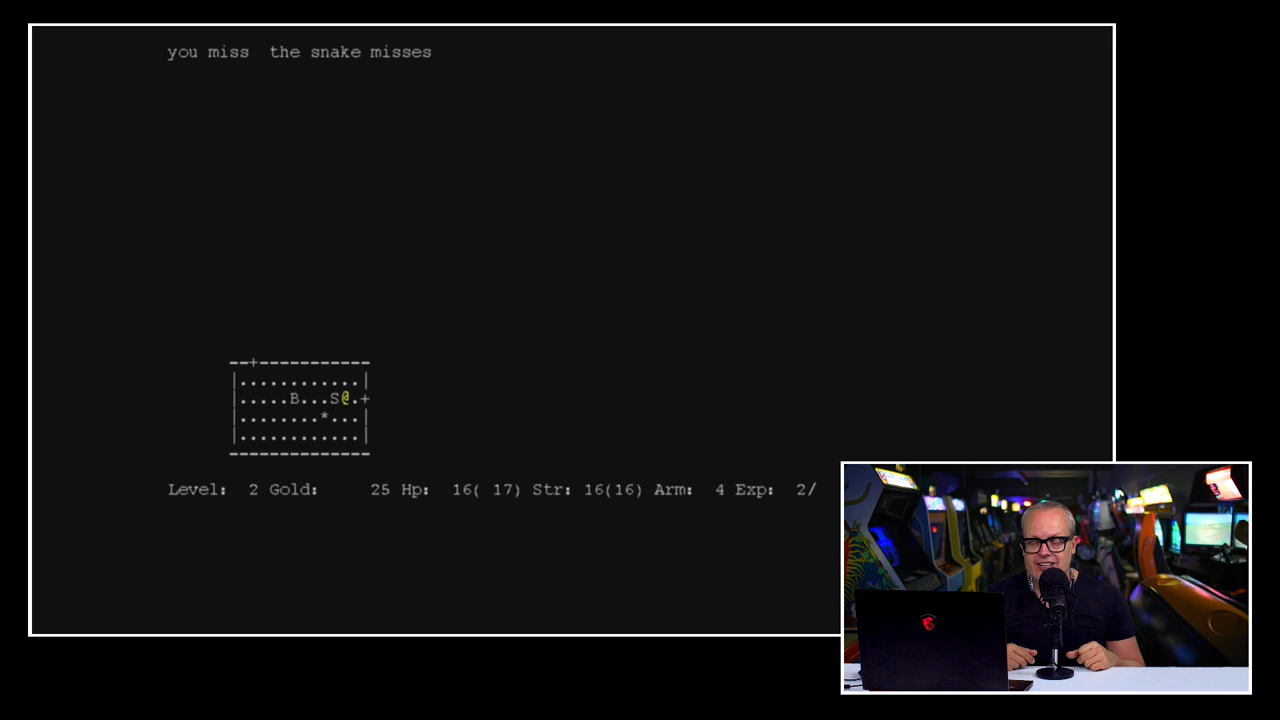 you miss  the snake misses
--+-----------
|............|
|.....B...S@.+
|........*...|
|............|
--------------
Level:  2 Gold:     25 Hp:  16( 17) Str: 16(16) Arm:  4 Exp:  2/